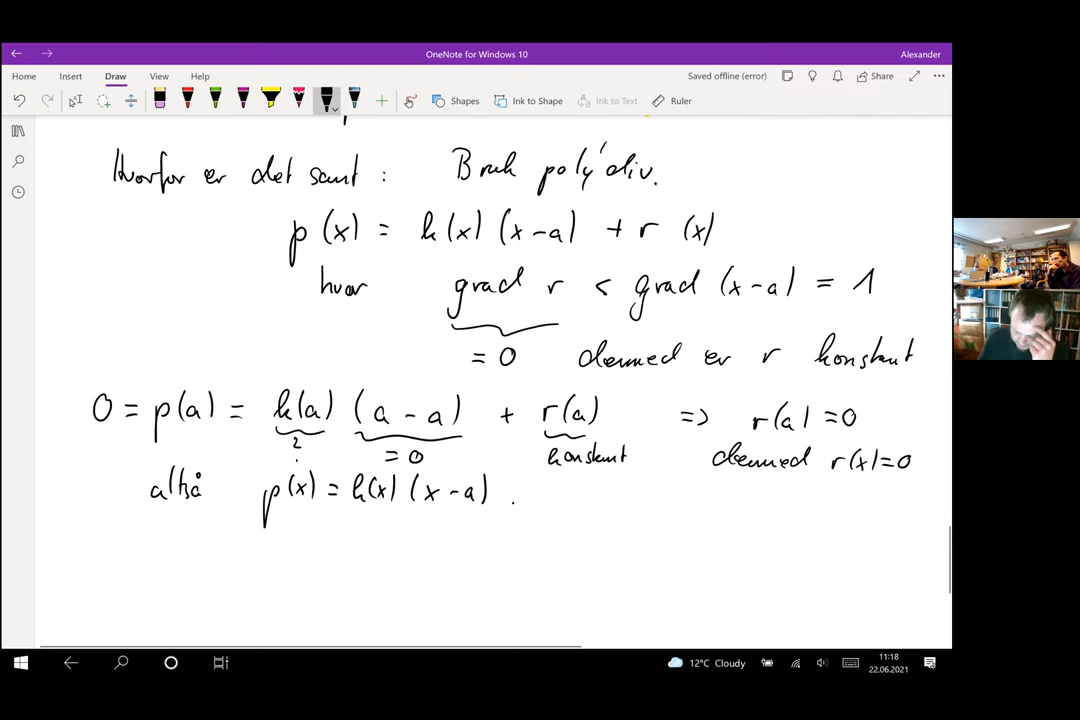 OneNote for Windows 10
Alexander
Home Insert Draw View Help
Saved offline (error) Share
Shapes Ink to Shape Ink to Text Ruler
Hvorfor er det sant : Bruk poly'div.
p(x) = k(x) (x-a) + r(x)
hvor grad r < grad (x-a) = 1
= 0 dermed er r konstant
0 = p(a) = k(a) (a-a) + r(a) => r(a) = 0
? = 0 konstant dermed r(x)=0
altså p(x) = k(x) (x-a) .
12°C Cloudy
11:18
22.06.2021